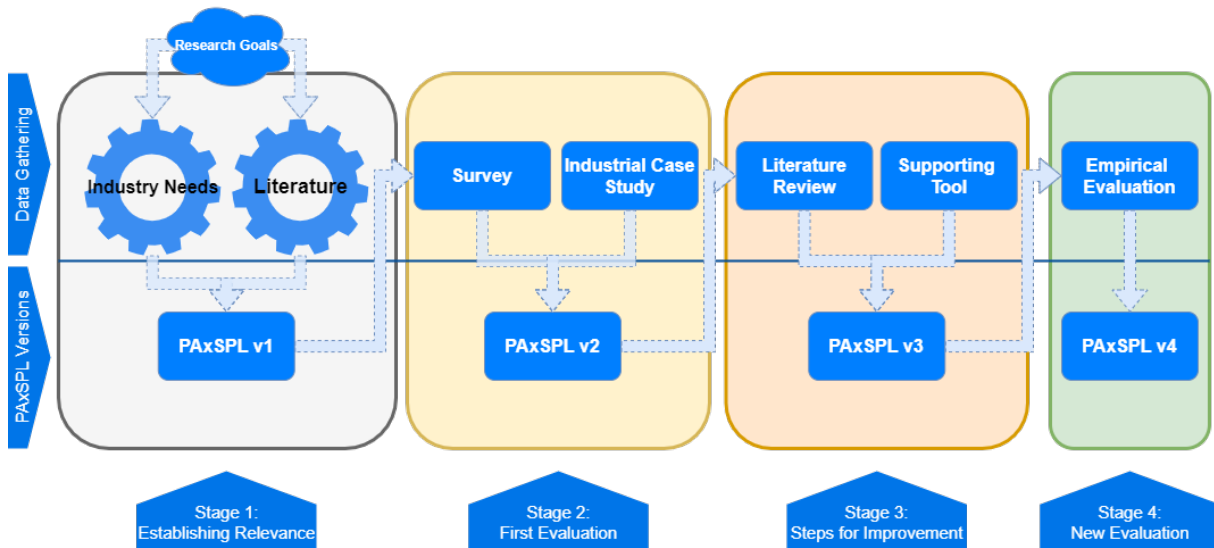 Research Goals
Data Gathering
Industry Needs
Literature
Survey
Industrial Case
Study
Literature
Review
Supporting
Tool
Empirical
Evaluation
PAxSPL Versions
PAxSPL v1
PAxSPL v2
PAxSPL v3
PAxSPL v4
Stage 1:
Establishing Relevance
Stage 2:
First Evaluation
Stage 3:
Steps for Improvement
Stage 4:
New Evaluation